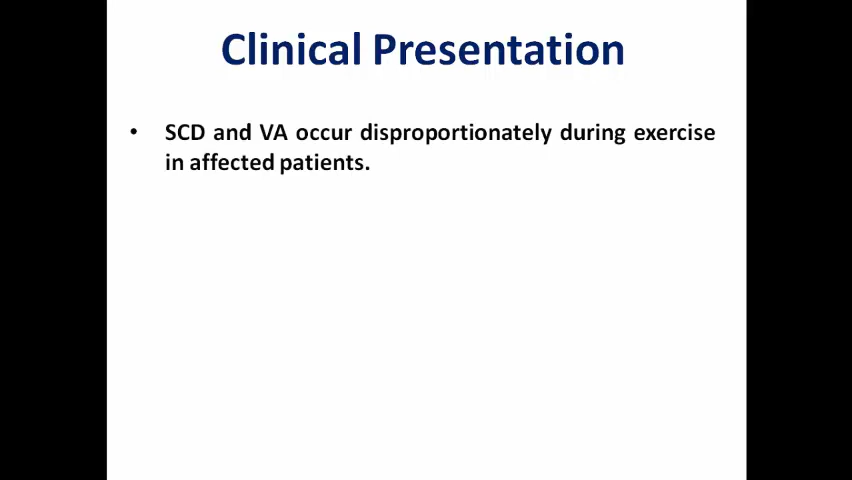 Clinical Presentation
• SCD and VA occur disproportionately during exercise
in affected patients.